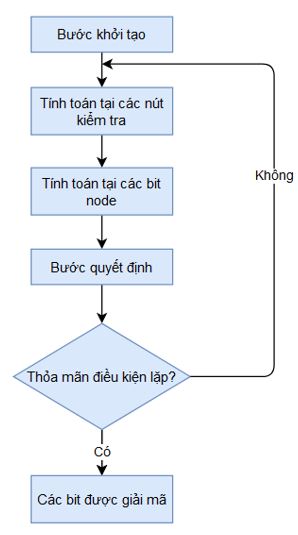 Bước khởi tạo
Tính toán tại các nút
kiểm tra
Không
Tính toán tại các bit
node
Bước quyết định
Thỏa mãn điều kiện lặp?
Có
Các bit được giải mã